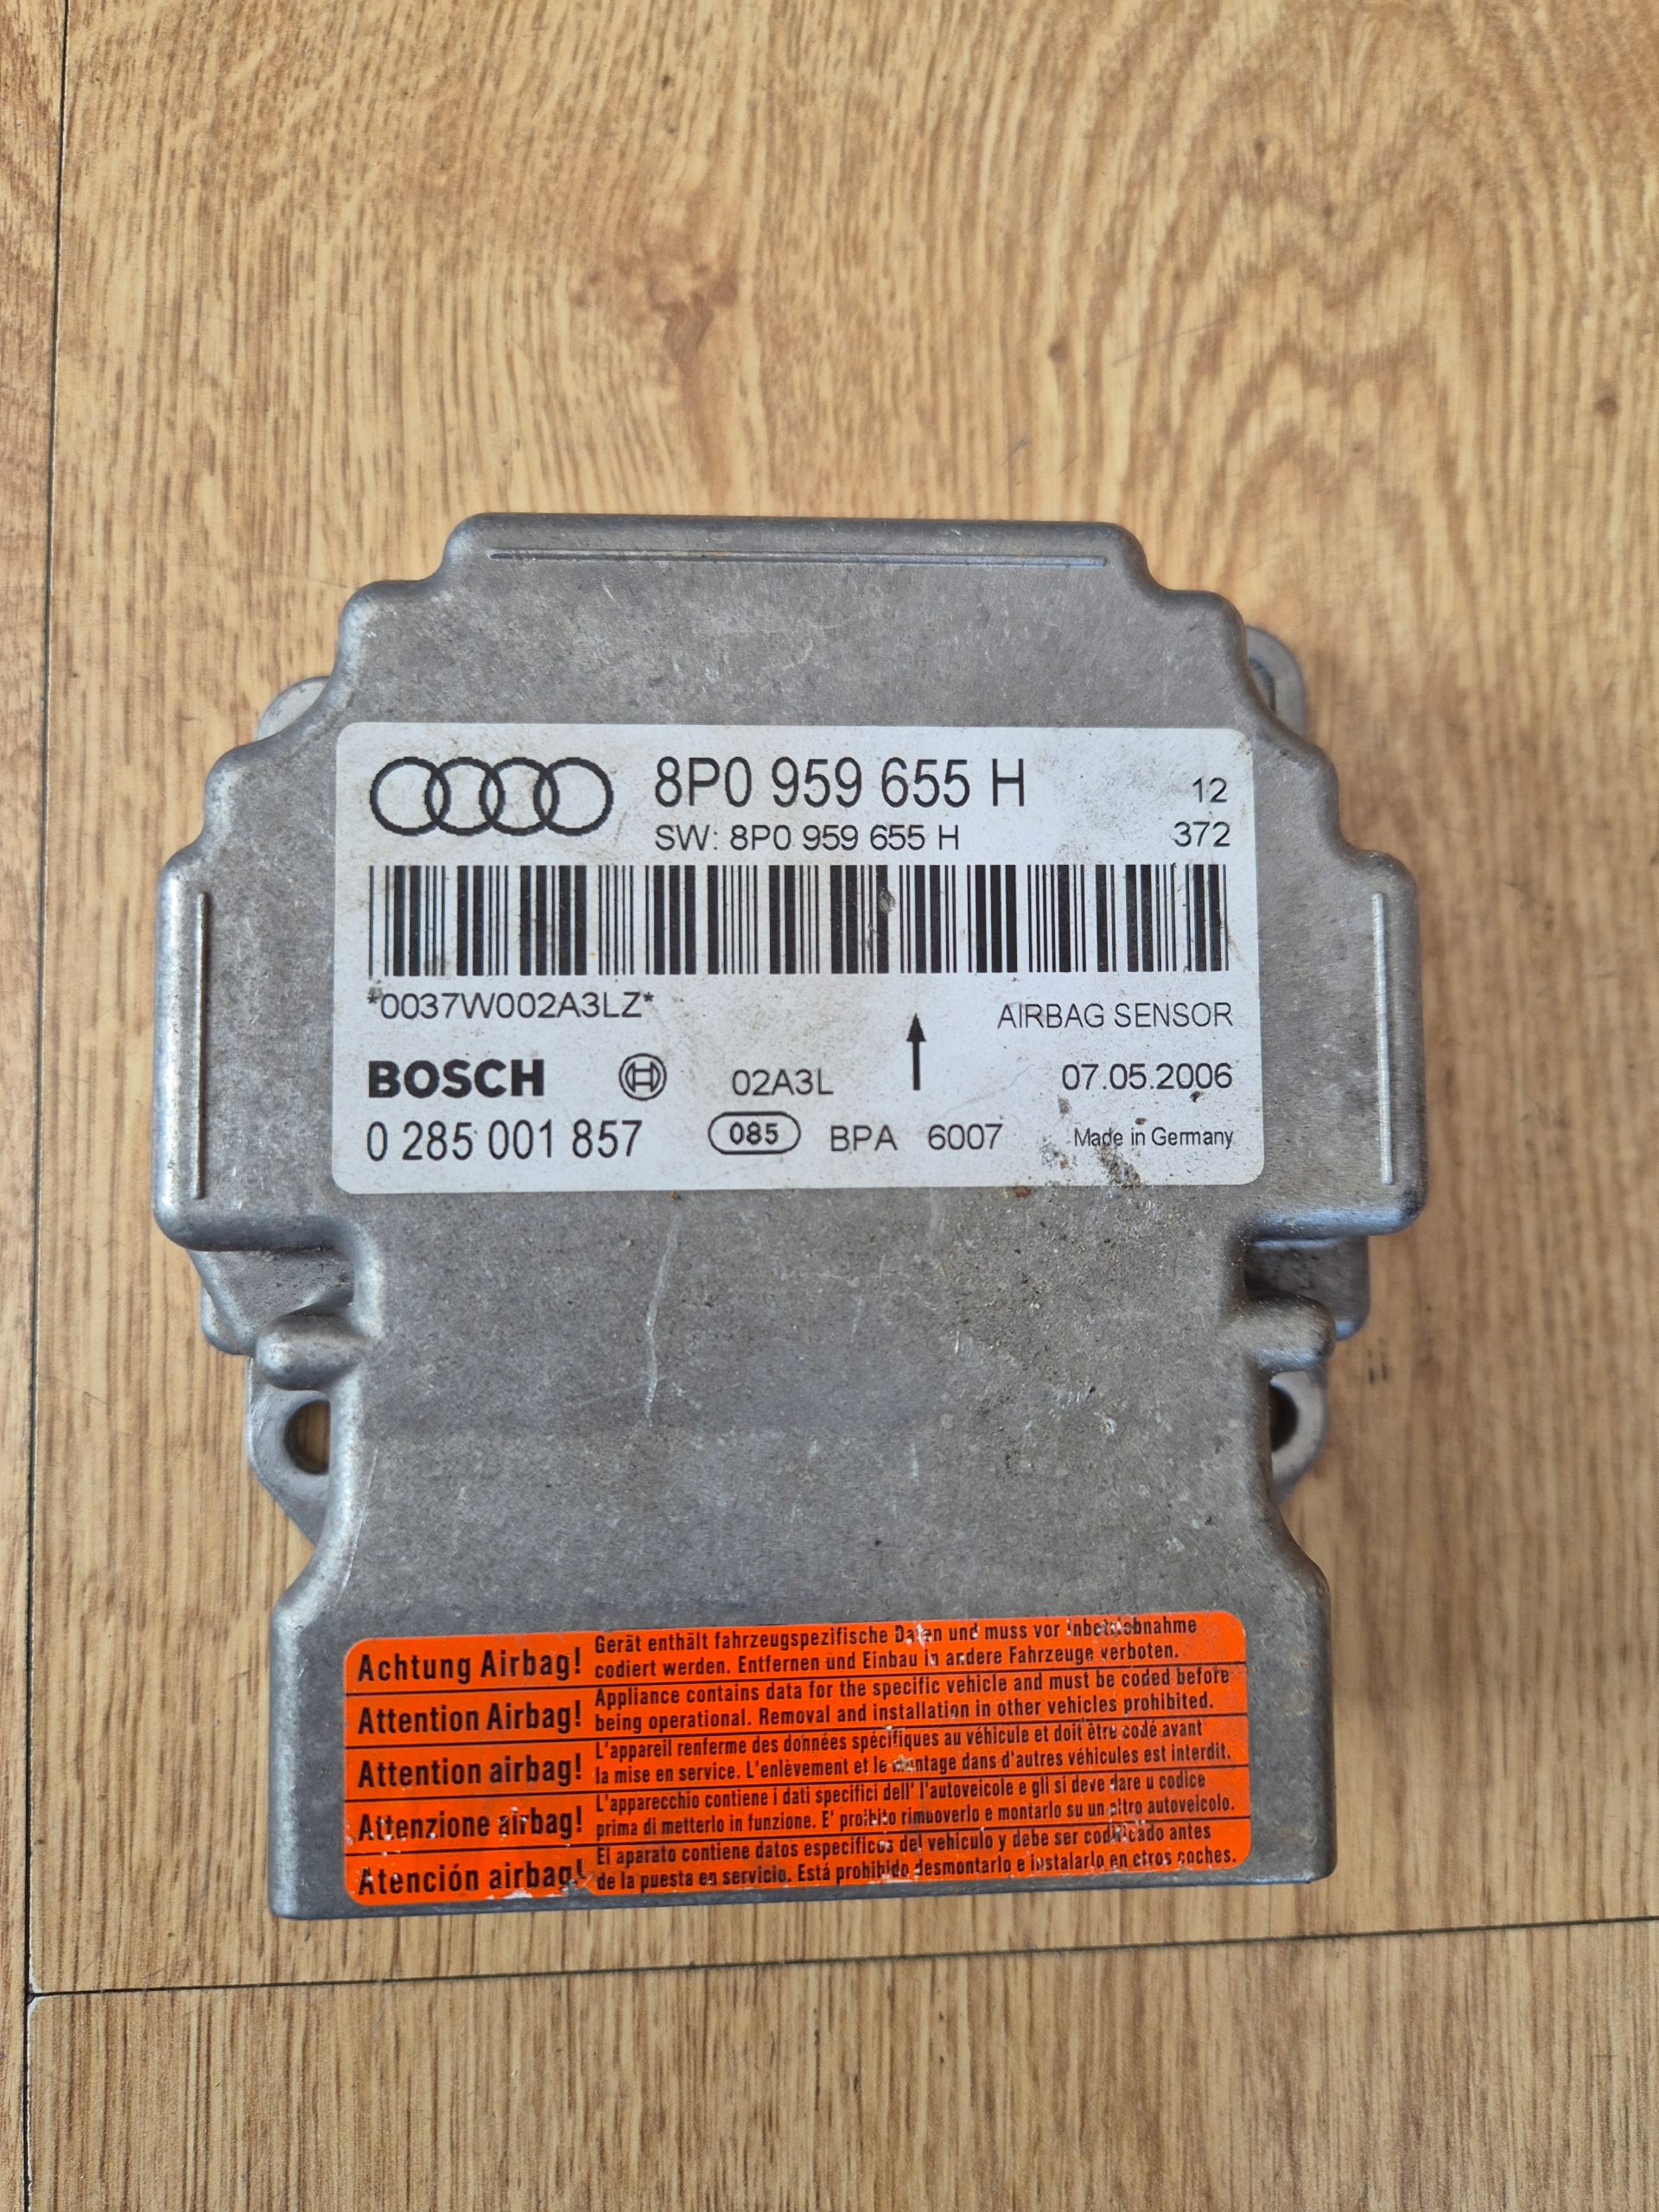 8P0 959 655 H 12
SW: 8P0 959 655 H 372
*0037W002A3LZ* AIRBAG SENSOR
BOSCH 02A3L 07.05.2006
0 285 001 857 085 BPA 6007 Made in Germany
Achtung Airbag! Gerät enthält fahrzeugspezifische Daten und muss vor Inbetriebnahme
codiert werden. Entfernen und Einbau in andere Fahrzeuge verboten.
Attention Airbag! Appliance contains data for the specific vehicle and must be coded before
being operational. Removal and installation in other vehicles prohibited.
Attention airbag! L'appareil renferme des données spécifiques au véhicule et doit être codé avant
la mise en service. L'enlèvement et le montage dans d'autres véhicules est interdit.
Attenzione airbag! L'apparecchio contiene i dati specifici dell' l'autoveicole e gli si deve dare u codice
prima di metterlo in funzione. E' proibito rimuoverlo e montarlo su un altro autoveicolo.
Atención airbag! El aparato contiene datos especificos del vehiculo y debe ser codificado antes
de la puesta en servicio. Está prohibido desmontarlo e instalarlo en otros coches.